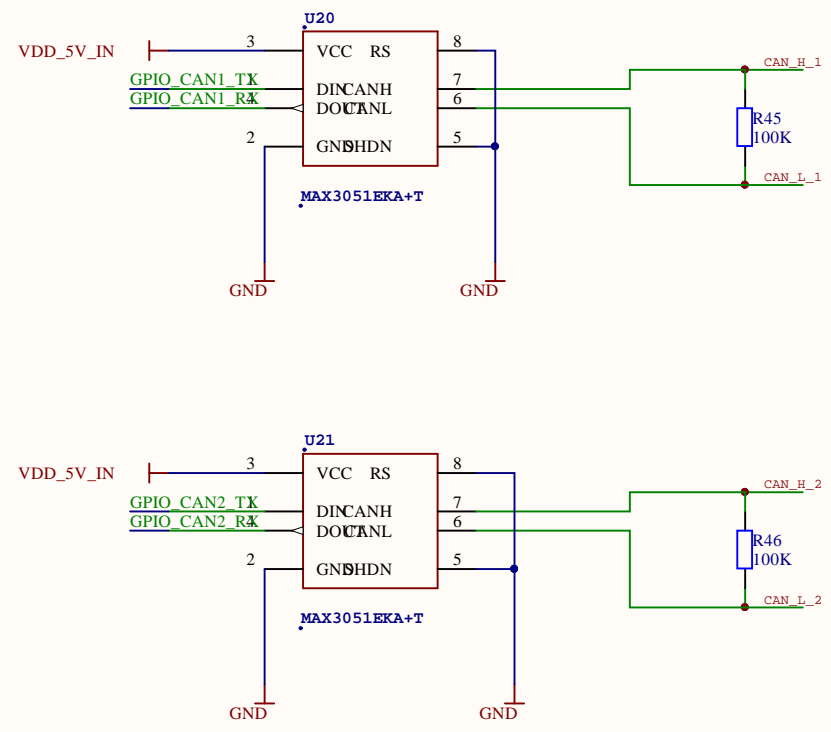 U20
VDD_5V_IN 3 VCC RS 8 CAN_H_1
GPIO_CAN1_TX 1 DIN CANH 7
GPIO_CAN1_RX 4 DOUT CANL 6
R45
100K
2 GND SHDN 5
CAN_L_1
MAX3051EKA+T
GND GND
U21
VDD_5V_IN 3 VCC RS 8 CAN_H_2
GPIO_CAN2_TX 1 DIN CANH 7
GPIO_CAN2_RX 4 DOUT CANL 6
R46
100K
2 GND SHDN 5
CAN_L_2
MAX3051EKA+T
GND GND